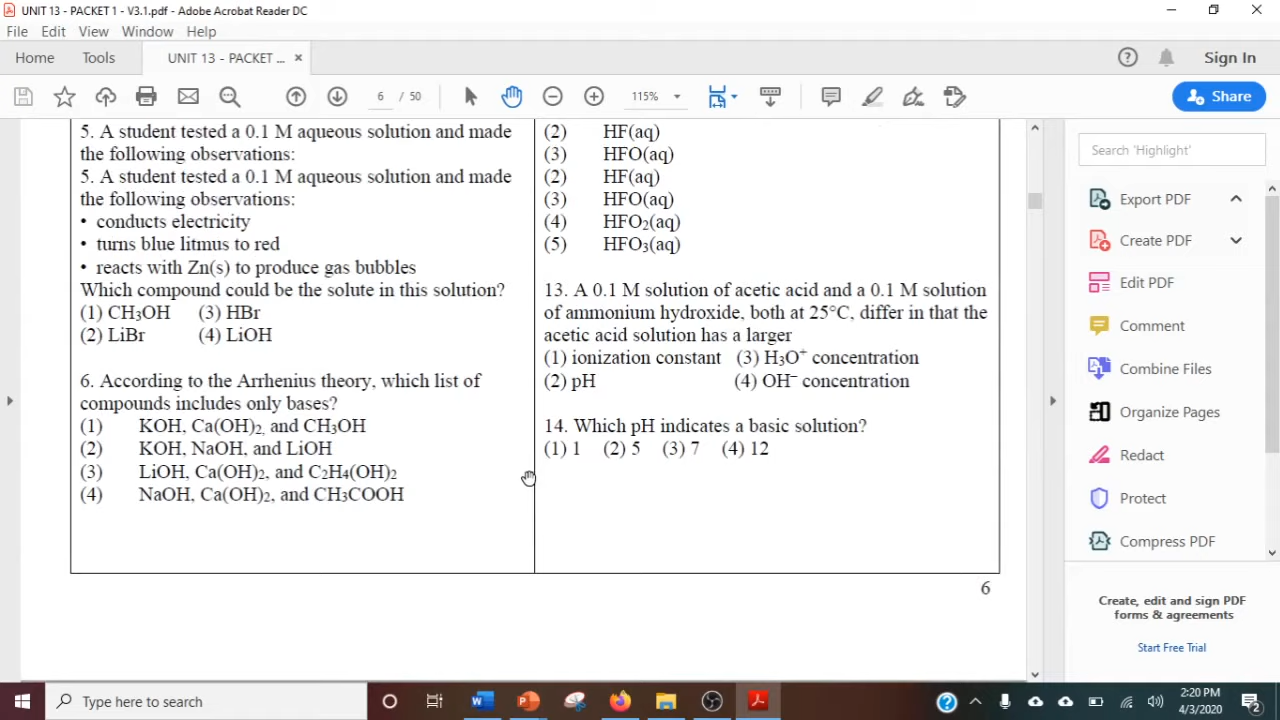 UNIT 13 - PACKET 1 - V3.1.pdf - Adobe Acrobat Reader DC
File Edit View Window Help
Home Tools UNIT 13 - PACKET ... × Sign In
6 / 50 115% Share
5. A student tested a 0.1 M aqueous solution and made
the following observations:
5. A student tested a 0.1 M aqueous solution and made
the following observations:
• conducts electricity
• turns blue litmus to red
• reacts with Zn(s) to produce gas bubbles
Which compound could be the solute in this solution?
(1) CH₃OH (3) HBr
(2) LiBr (4) LiOH
6. According to the Arrhenius theory, which list of
compounds includes only bases?
(1) KOH, Ca(OH)₂, and CH₃OH
(2) KOH, NaOH, and LiOH
(3) LiOH, Ca(OH)₂, and C₂H₄(OH)₂
(4) NaOH, Ca(OH)₂, and CH₃COOH
(2) HF(aq)
(3) HFO(aq)
(2) HF(aq)
(3) HFO(aq)
(4) HFO₂(aq)
(5) HFO₃(aq)
13. A 0.1 M solution of acetic acid and a 0.1 M solution
of ammonium hydroxide, both at 25°C, differ in that the
acetic acid solution has a larger
(1) ionization constant (3) H₃O⁺ concentration
(2) pH (4) OH⁻ concentration
14. Which pH indicates a basic solution?
(1) 1 (2) 5 (3) 7 (4) 12
6
Search 'Highlight'
Export PDF
Create PDF
Edit PDF
Comment
Combine Files
Organize Pages
Redact
Protect
Compress PDF
Create, edit and sign PDF
forms & agreements
Start Free Trial
Type here to search
2:20 PM
4/3/2020
2